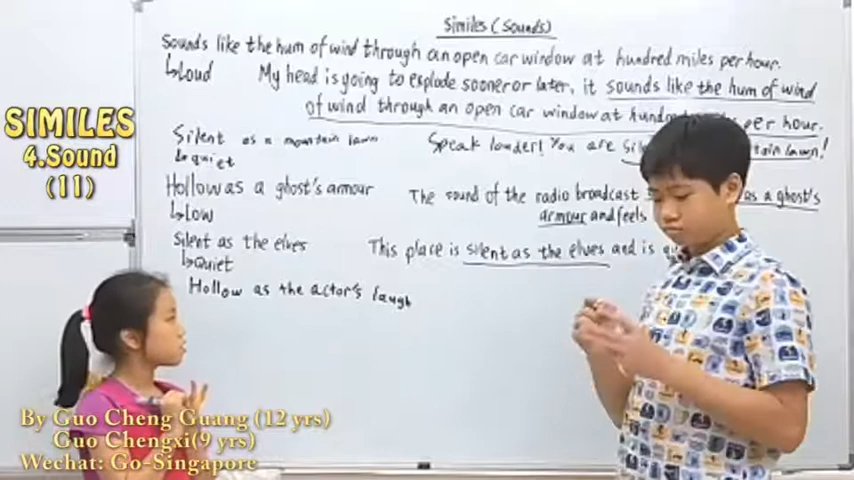 Similes (Sounds)
Sounds like the hum of wind through an open car window at hundred miles per hour.
↳Loud
My head is going to explode sooner or later, it sounds like the hum of wind
of wind through an open car window at per hour.
Silent as a mountain lawn
↳quiet
Speak louder! You are lawn!
Hollow as a ghost's armour
↳Low
The sound of the radio broadcast as a ghost's
armour and feels
Silent as the elves
↳Quiet
This place is silent as the elves and is
Hollow as the actor's laugh
SIMILES
4.Sound
(11)
By Guo Cheng Guang (12 yrs)
Guo Chengxi(9 yrs)
Wechat: Go-Singapore